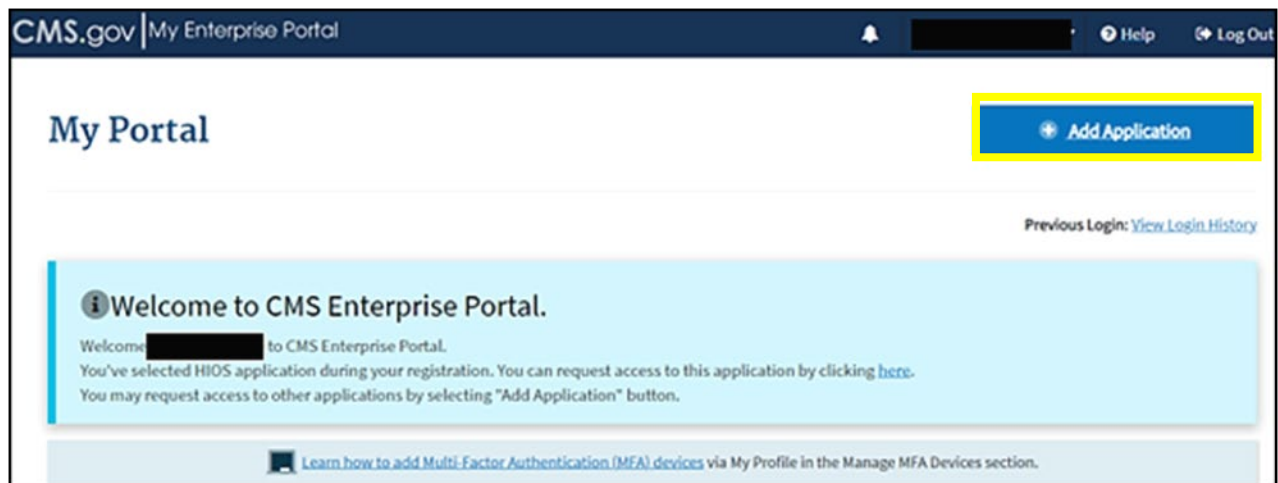 CMS.gov My Enterprise Portal
Help
Log Out
My Portal
Add Application
Previous Login: View Login History
Welcome to CMS Enterprise Portal.
Welcome to CMS Enterprise Portal.
You've selected HIOS application during your registration. You can request access to this application by clicking here.
You may request access to other applications by selecting "Add Application" button.
Learn how to add Multi-Factor Authentication (MFA) devices via My Profile in the Manage MFA Devices section.